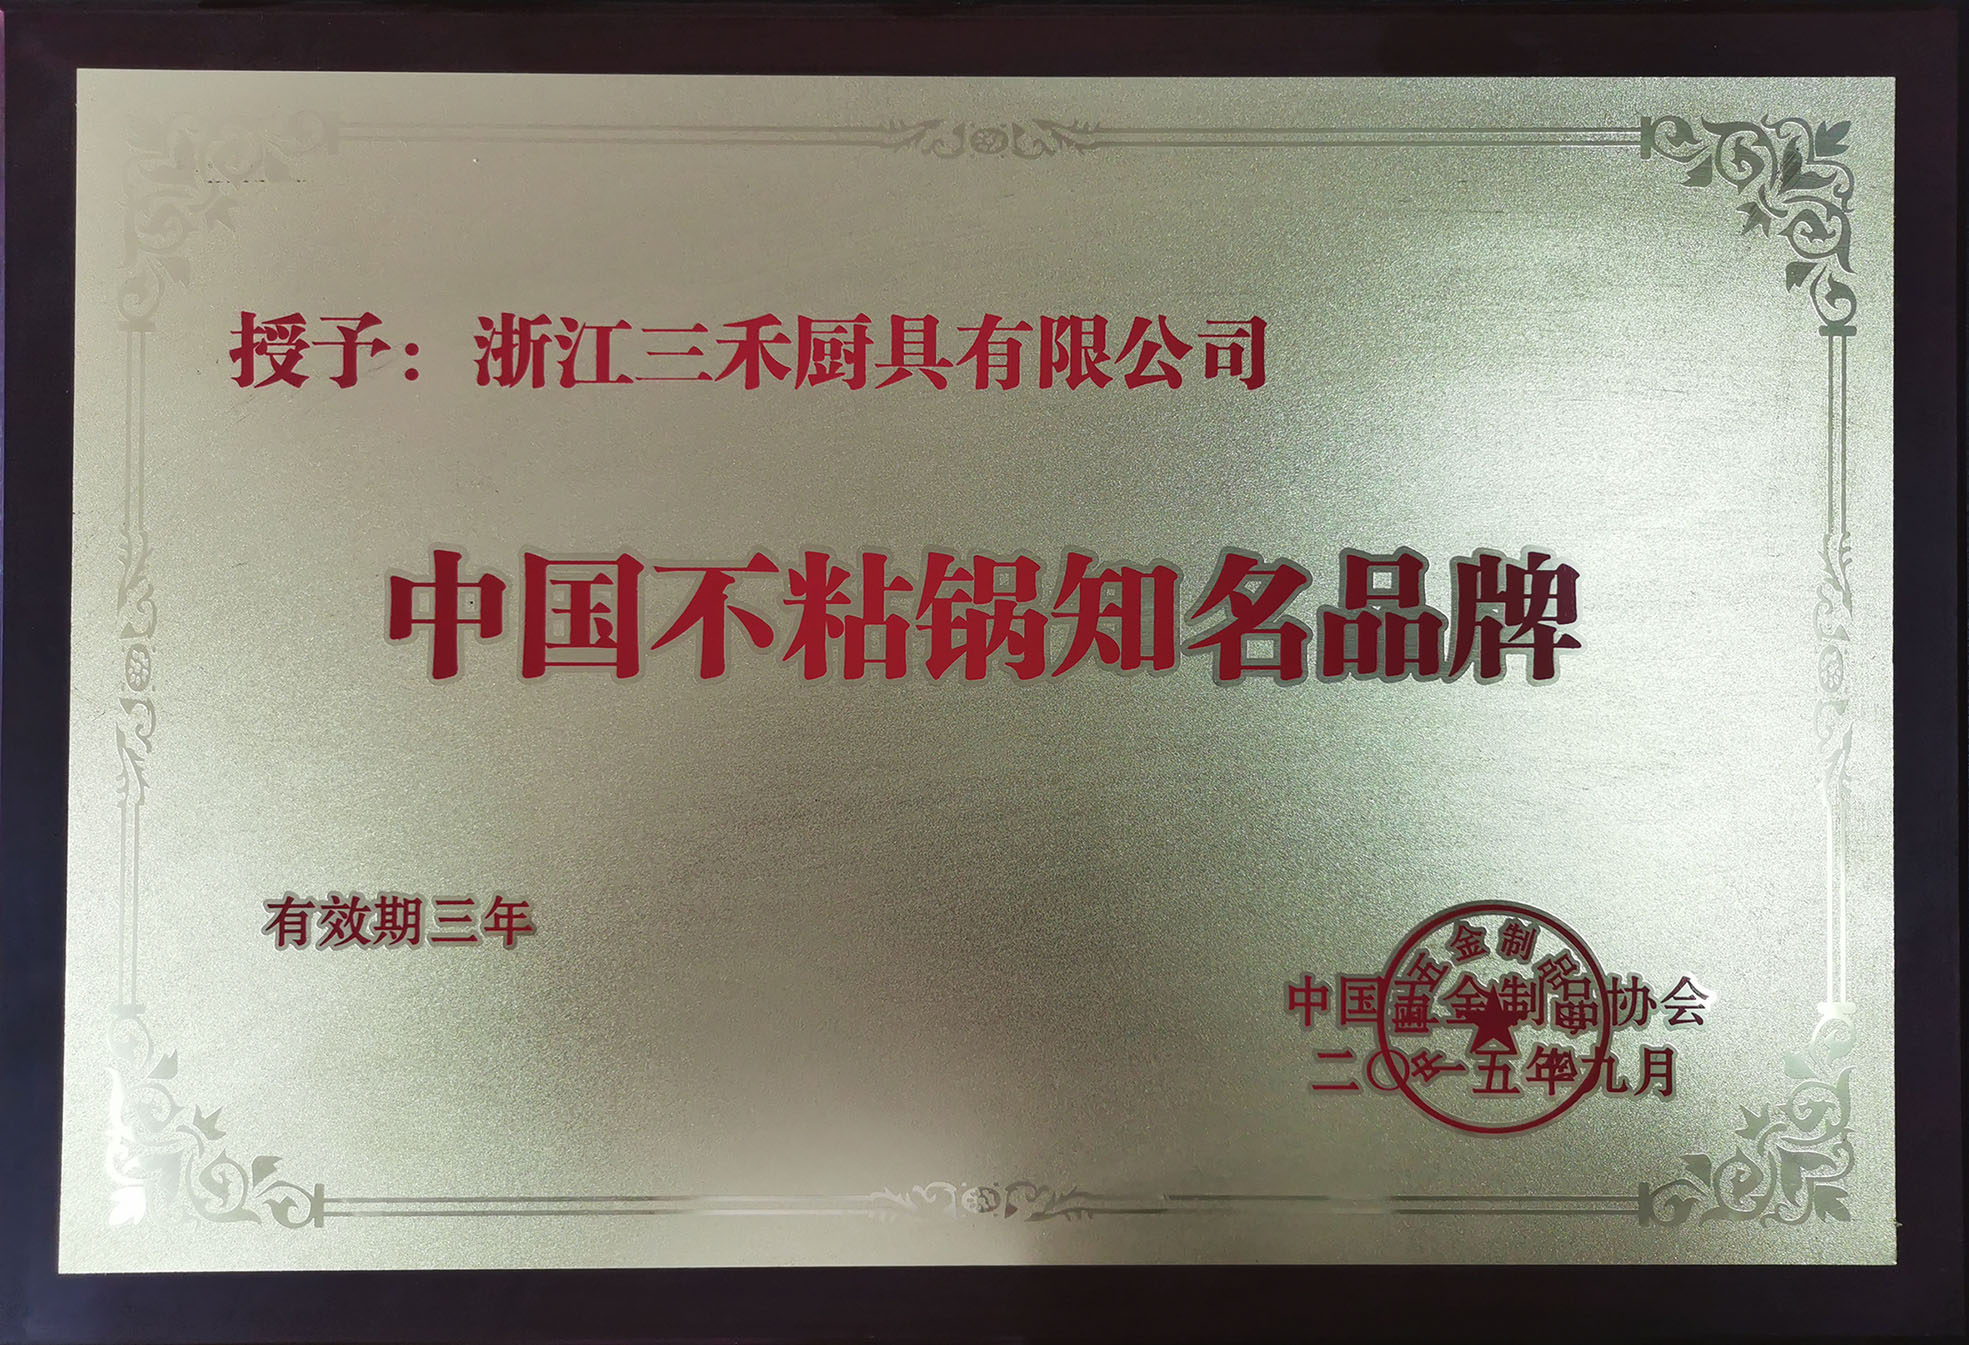 授予：浙江三禾厨具有限公司
中国不粘锅知名品牌
有效期三年
中国五金制品协会
二〇一五年九月